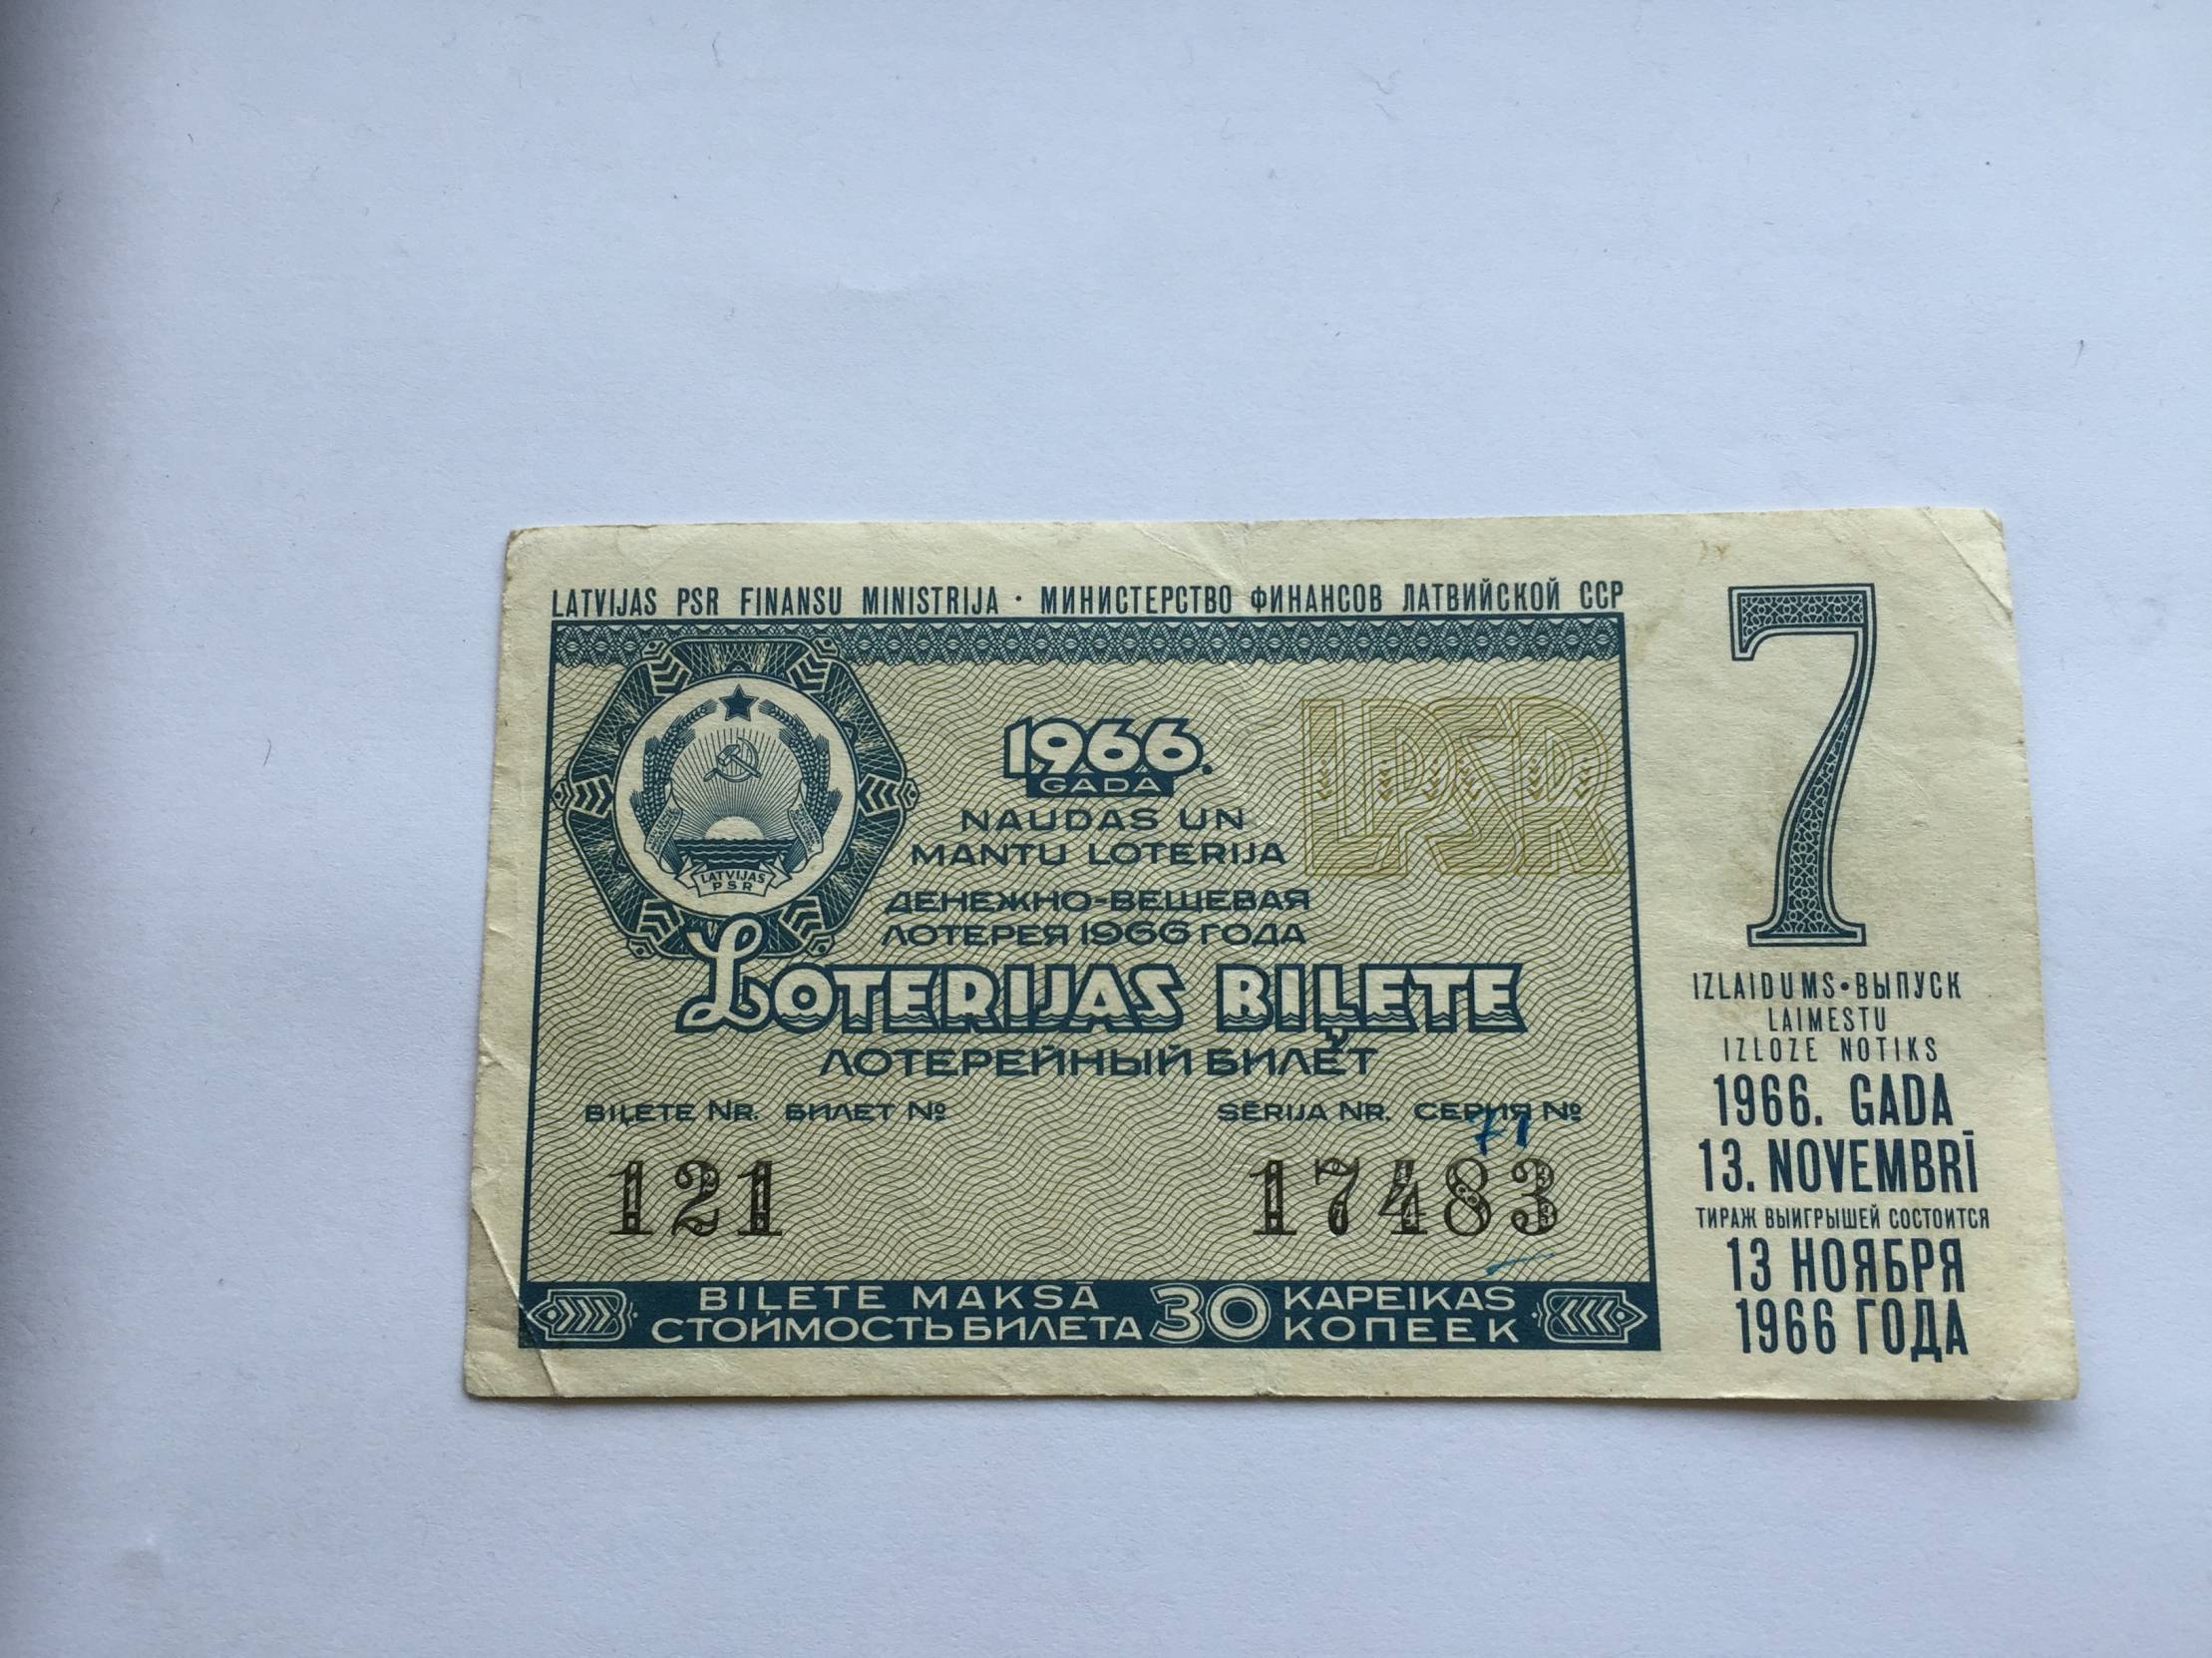 LATVIJAS PSR FINANSU MINISTRIJA · МИНИСТЕРСТВО ФИНАНСОВ ЛАТВИЙСКОЙ ССР
LATVIJAS
PSR
1966.
GADA
NAUDAS UN
MANTU LOTERIJA
LPSR
ДЕНЕЖНО-ВЕЩЕВАЯ
ЛОТЕРЕЯ 1966 ГОДА
LOTERIJAS BIĻETE
ЛОТЕРЕЙНЫЙ БИЛЕТ
BIĻETE NR. БИЛЕТ №
SĒRIJA NR. СЕРИЯ №
71
121
17483
BIĻETE MAKSĀ 30 KAPEIKAS
СТОИМОСТЬ БИЛЕТА КОПЕЕК
7
IZLAIDUMS • ВЫПУСК
LAIMESTU
IZLOZE NOTIKS
1966. GADA
13. NOVEMBRĪ
ТИРАЖ ВЫИГРЫШЕЙ СОСТОИТСЯ
13 НОЯБРЯ
1966 ГОДА